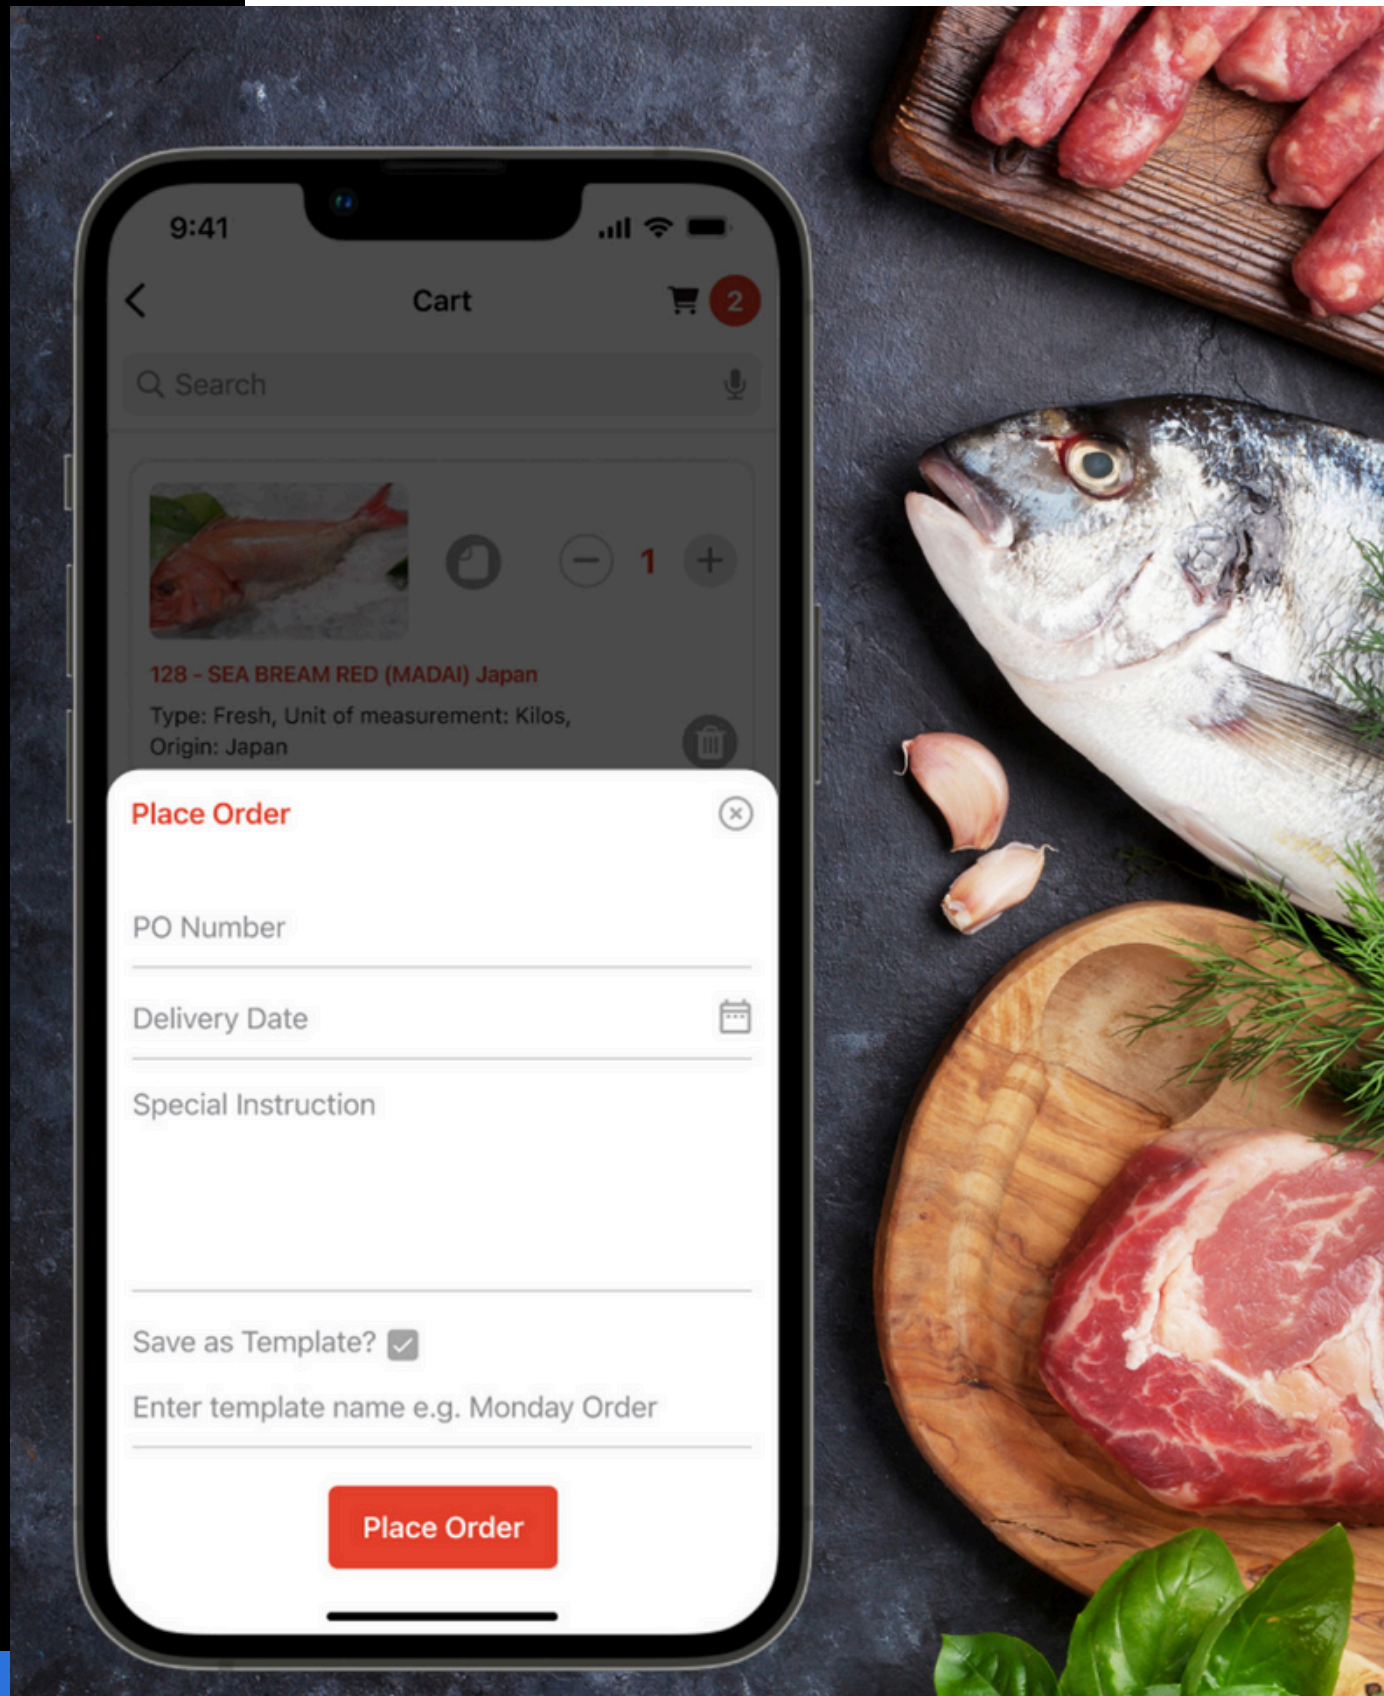 9:41
Cart
2
Search
1
128 - SEA BREAM RED (MADAI) Japan
Type: Fresh, Unit of measurement: Kilos,
Origin: Japan
Place Order
PO Number
Delivery Date
Special Instruction
Save as Template?
Enter template name e.g. Monday Order
Place Order